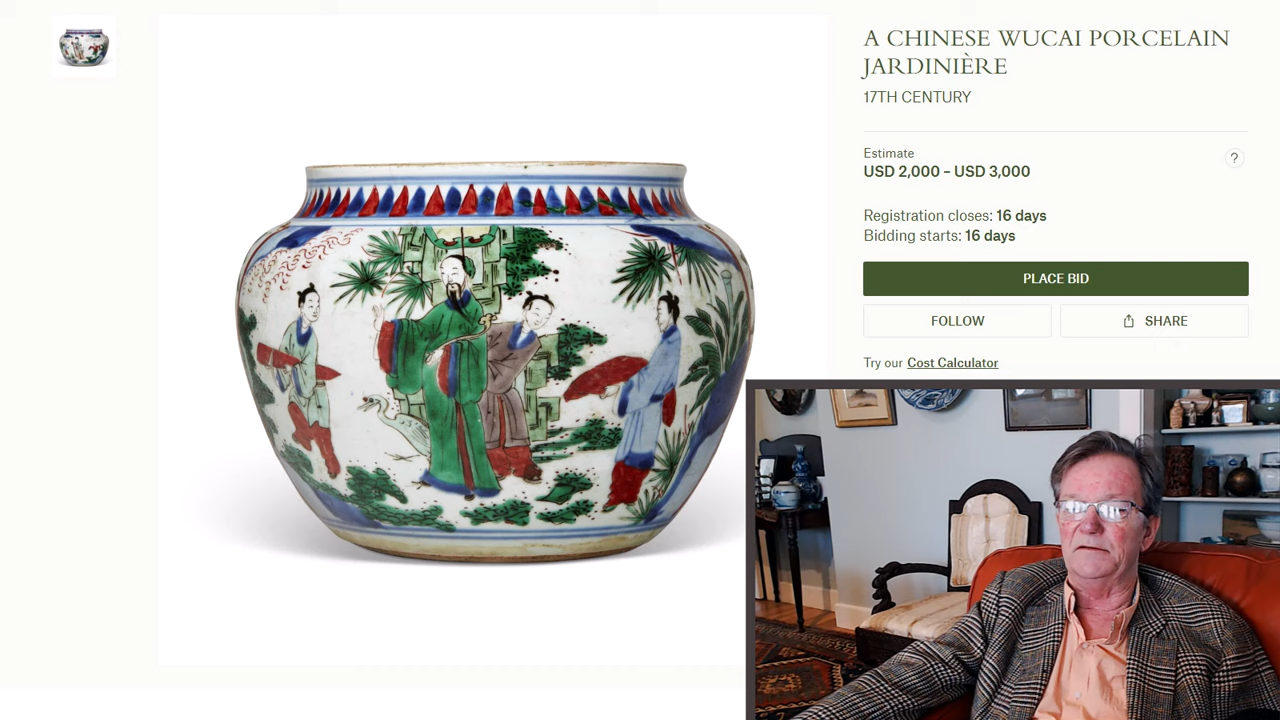 A CHINESE WUCAI PORCELAIN
JARDINIÈRE
17TH CENTURY
Estimate
?
USD 2,000 – USD 3,000
Registration closes: 16 days
Bidding starts: 16 days
PLACE BID
FOLLOW
SHARE
Try our Cost Calculator